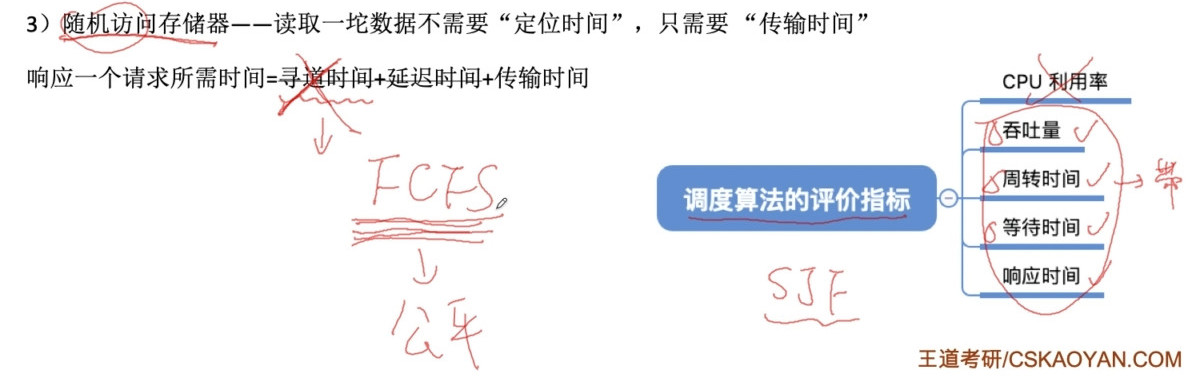 3）随机访问存储器——读取一坨数据不需要“定位时间”，只需要 “传输时间”
响应一个请求所需时间=寻道时间+延迟时间+传输时间
FCFS
公平
调度算法的评价指标
CPU 利用率
吞吐量
周转时间
等待时间
响应时间
带
SJF
王道考研/CSKAOYAN.COM